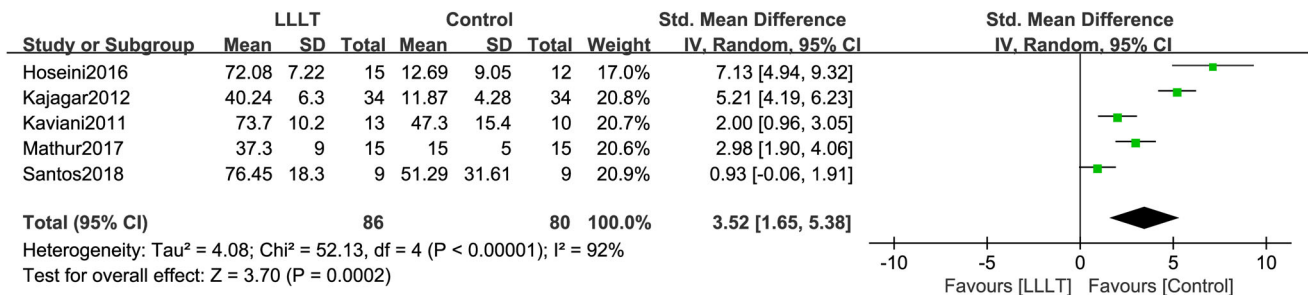 LLLT Control Std. Mean Difference Std. Mean Difference
Study or Subgroup Mean SD Total Mean SD Total Weight IV, Random, 95% CI IV, Random, 95% CI
Hoseini2016 72.08 7.22 15 12.69 9.05 12 17.0% 7.13 [4.94, 9.32]
Kajagar2012 40.24 6.3 34 11.87 4.28 34 20.8% 5.21 [4.19, 6.23]
Kaviani2011 73.7 10.2 13 47.3 15.4 10 20.7% 2.00 [0.96, 3.05]
Mathur2017 37.3 9 15 15 5 15 20.6% 2.98 [1.90, 4.06]
Santos2018 76.45 18.3 9 51.29 31.61 9 20.9% 0.93 [-0.06, 1.91]
Total (95% CI) 86 80 100.0% 3.52 [1.65, 5.38]
Heterogeneity: Tau² = 4.08; Chi² = 52.13, df = 4 (P < 0.00001); I² = 92%
Test for overall effect: Z = 3.70 (P = 0.0002)
-10 -5 0 5 10
Favours [LLLT] Favours [Control]